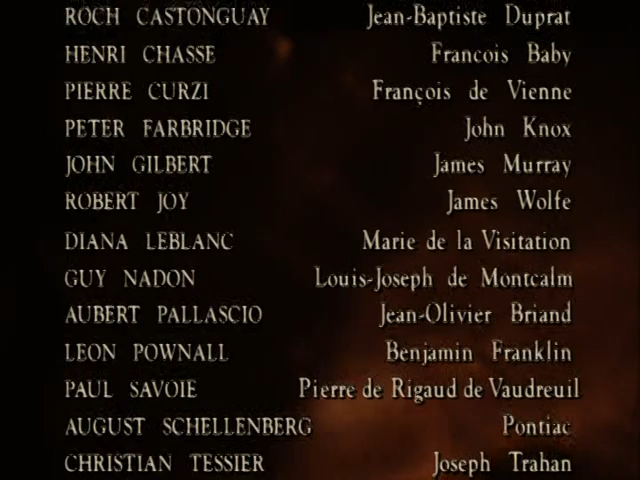 ROCH CASTONGUAY Jean-Baptiste Duprat
HENRI CHASSE Francois Baby
PIERRE CURZI François de Vienne
PETER FARBRIDGE John Knox
JOHN GILBERT James Murray
ROBERT JOY James Wolfe
DIANA LEBLANC Marie de la Visitation
GUY NADON Louis-Joseph de Montcalm
AUBERT PALLASCIO Jean-Olivier Briand
LEON POWNALL Benjamin Franklin
PAUL SAVOIE Pierre de Rigaud de Vaudreuil
AUGUST SCHELLENBERG Pontiac
CHRISTIAN TESSIER Joseph Trahan